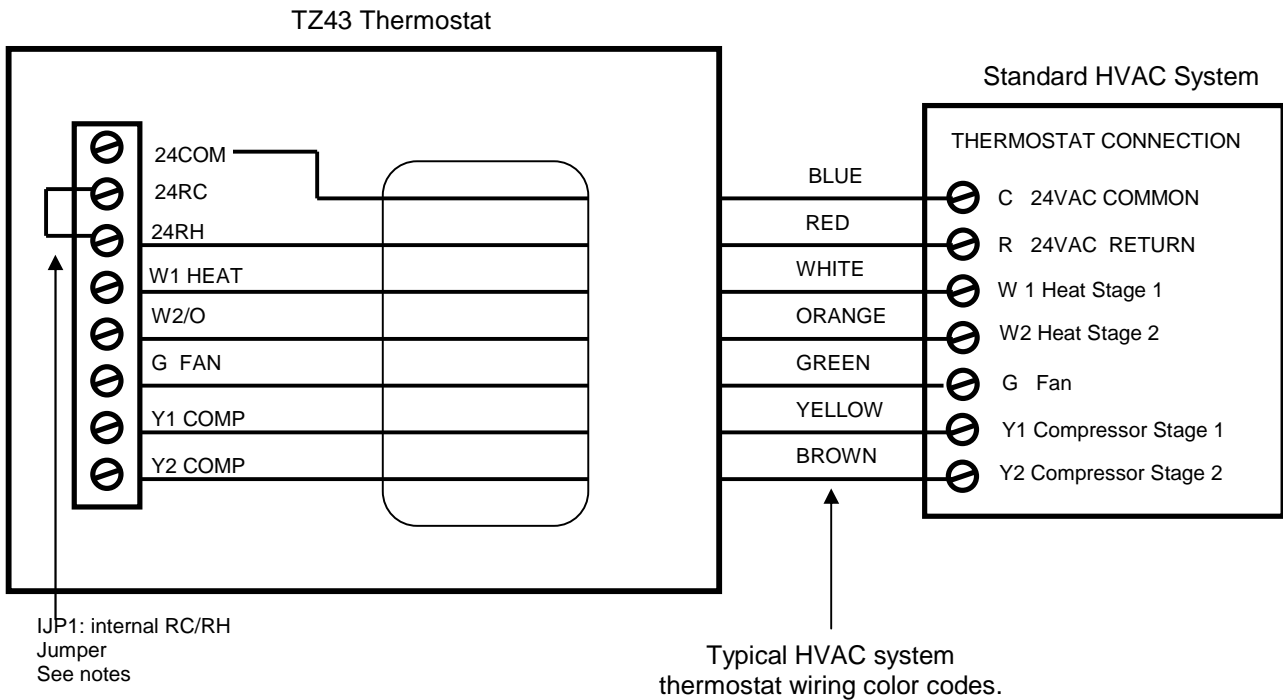 TZ43 Thermostat
Standard HVAC System
24COM
24RC
24RH
W1 HEAT
W2/O
G FAN
Y1 COMP
Y2 COMP
BLUE
RED
WHITE
ORANGE
GREEN
YELLOW
BROWN
THERMOSTAT CONNECTION
C 24VAC COMMON
R 24VAC RETURN
W 1 Heat Stage 1
W2 Heat Stage 2
G Fan
Y1 Compressor Stage 1
Y2 Compressor Stage 2
IJP1: internal RC/RH
Jumper
See notes
Typical HVAC system
thermostat wiring color codes.